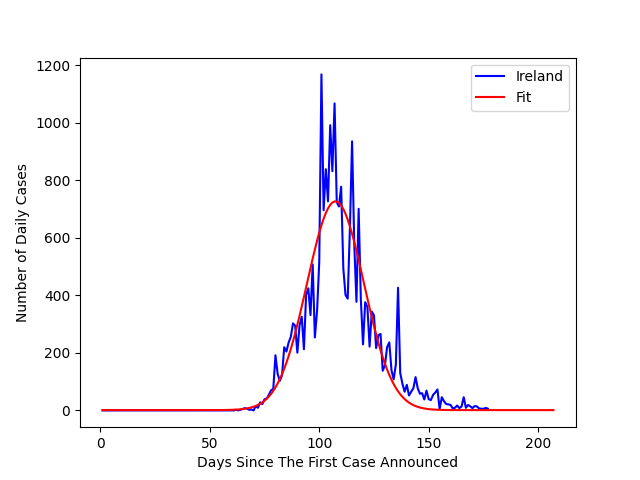 1200
1000
800
600
400
200
0
0 50 100 150 200
Number of Daily Cases
Days Since The First Case Announced
Ireland
Fit